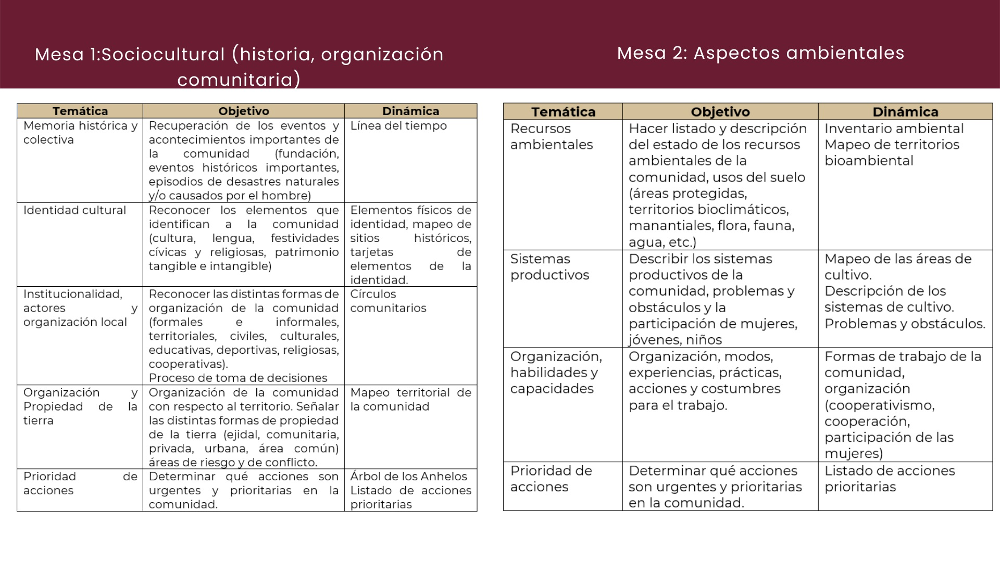 Mesa 1:Sociocultural (historia, organización
comunitaria)
Temática
Objetivo
Dinámica
Memoria histórica y
colectiva
Recuperación de los eventos y
acontecimientos importantes de
la comunidad (fundación,
eventos históricos importantes,
episodios de desastres naturales
y/o causados por el hombre)
Línea del tiempo
Identidad cultural
Reconocer los elementos que
identifican a la comunidad
(cultura, lengua, festividades
cívicas y religiosas, patrimonio
tangible e intangible)
Elementos físicos de
identidad, mapeo de
sitios históricos,
tarjetas de
elementos de la
identidad.
Institucionalidad,
actores y
organización local
Reconocer las distintas formas de
organización de la comunidad
(formales e informales,
territoriales, civiles, culturales,
educativas, deportivas, religiosas,
cooperativas).
Proceso de toma de decisiones
Círculos
comunitarios
Organización y
Propiedad de la
tierra
Organización de la comunidad
con respecto al territorio. Señalar
las distintas formas de propiedad
de la tierra (ejidal, comunitaria,
privada, urbana, área común)
áreas de riesgo y de conflicto.
Mapeo territorial de
la comunidad
Prioridad de
acciones
Determinar qué acciones son
urgentes y prioritarias en la
comunidad.
Árbol de los Anhelos
Listado de acciones
prioritarias
Mesa 2: Aspectos ambientales
Temática
Objetivo
Dinámica
Recursos
ambientales
Hacer listado y descripción
del estado de los recursos
ambientales de la
comunidad, usos del suelo
(áreas protegidas,
territorios bioclimáticos,
manantiales, flora, fauna,
agua, etc.)
Inventario ambiental
Mapeo de territorios
bioambiental
Sistemas
productivos
Describir los sistemas
productivos de la
comunidad, problemas y
obstáculos y la
participación de mujeres,
jóvenes, niños
Mapeo de las áreas de
cultivo.
Descripción de los
sistemas de cultivo.
Problemas y obstáculos.
Organización,
habilidades y
capacidades
Organización, modos,
experiencias, prácticas,
acciones y costumbres
para el trabajo.
Formas de trabajo de la
comunidad,
organización
(cooperativismo,
cooperación,
participación de las
mujeres)
Prioridad de
acciones
Determinar qué acciones
son urgentes y prioritarias
en la comunidad.
Listado de acciones
prioritarias